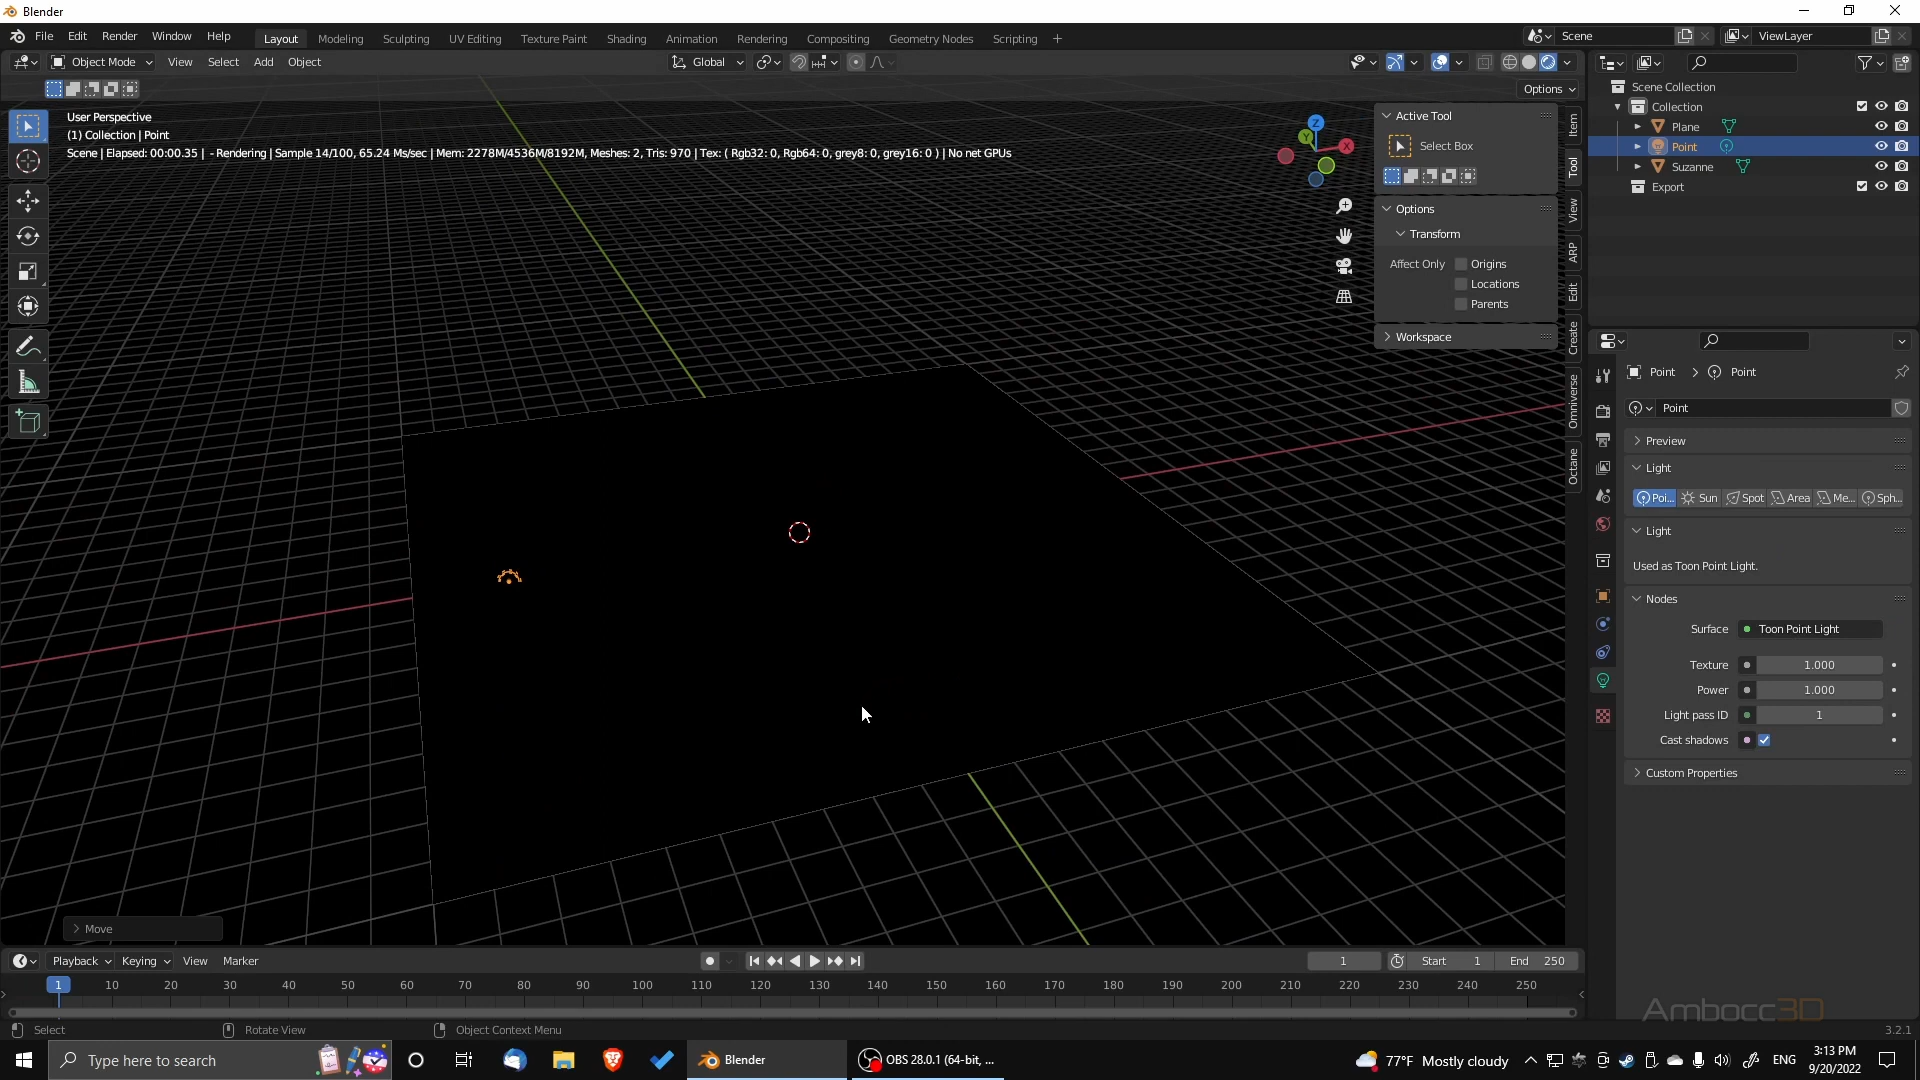 Blender
File Edit Render Window Help Layout Modeling Sculpting UV Editing Texture Paint Shading Animation Rendering Compositing Geometry Nodes Scripting + Scene ViewLayer
Object Mode View Select Add Object Global
Options
User Perspective
(1) Collection | Point
Scene | Elapsed: 00:00.35 | - Rendering | Sample 14/100, 65.24 Ms/sec | Mem: 2278M/4536M/8192M, Meshes: 2, Tris: 970 | Tex: ( Rgb32: 0, Rgb64: 0, grey8: 0, grey16: 0 ) | No net GPUs
Z
Y
X
Active Tool
Select Box
Options
Transform
Affect Only Origins
Locations
Parents
Workspace
Item
Tool
View
ARP
Edit
Create
Omniverse
Octane
Scene Collection
Collection
Plane
Point
Suzanne
Export
Point > Point
Point
Preview
Light
Poi... Sun Spot Area Me... Sph...
Light
Used as Toon Point Light.
Nodes
Surface Toon Point Light
Texture 1.000
Power 1.000
Light pass ID 1
Cast shadows
Custom Properties
Move
Playback Keying View Marker 1 Start 1 End 250
1 10 20 30 40 50 60 70 80 90 100 110 120 130 140 150 160 170 180 190 200 210 220 230 240 250
Ambocc3D
Select Rotate View Object Context Menu 3.2.1
Type here to search Blender OBS 28.0.1 (64-bit, ... 77°F Mostly cloudy ENG 3:13 PM
9/20/2022